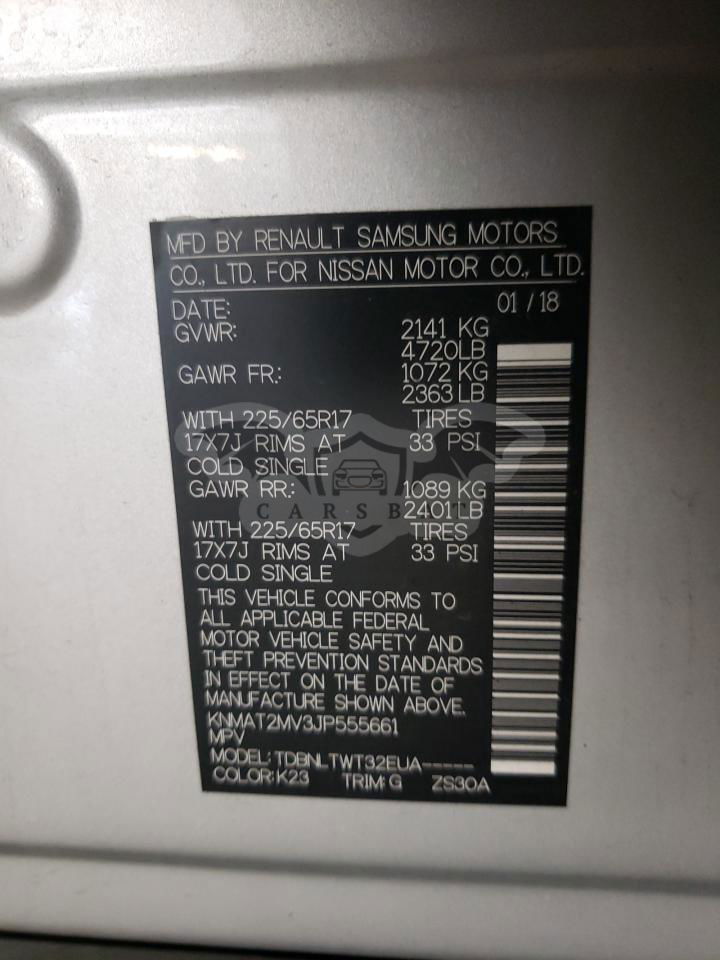 MFD BY RENAULT SAMSUNG MOTORS
CO., LTD. FOR NISSAN MOTOR CO., LTD.
DATE: 01 / 18
GVWR: 2141 KG
4720LB
GAWR FR.: 1072 KG
2363 LB
WITH 225/65R17 TIRES
17X7J RIMS AT 33 PSI
COLD SINGLE
GAWR RR.: 1089 KG
2401LB
WITH 225/65R17 TIRES
17X7J RIMS AT 33 PSI
COLD SINGLE
THIS VEHICLE CONFORMS TO
ALL APPLICABLE FEDERAL
MOTOR VEHICLE SAFETY AND
THEFT PREVENTION STANDARDS
IN EFFECT ON THE DATE OF
MANUFACTURE SHOWN ABOVE.
KNMAT2MV3JP555661
MPV
MODEL: TDBNLTWT32EUA-----
COLOR: K23 TRIM: G ZS30A